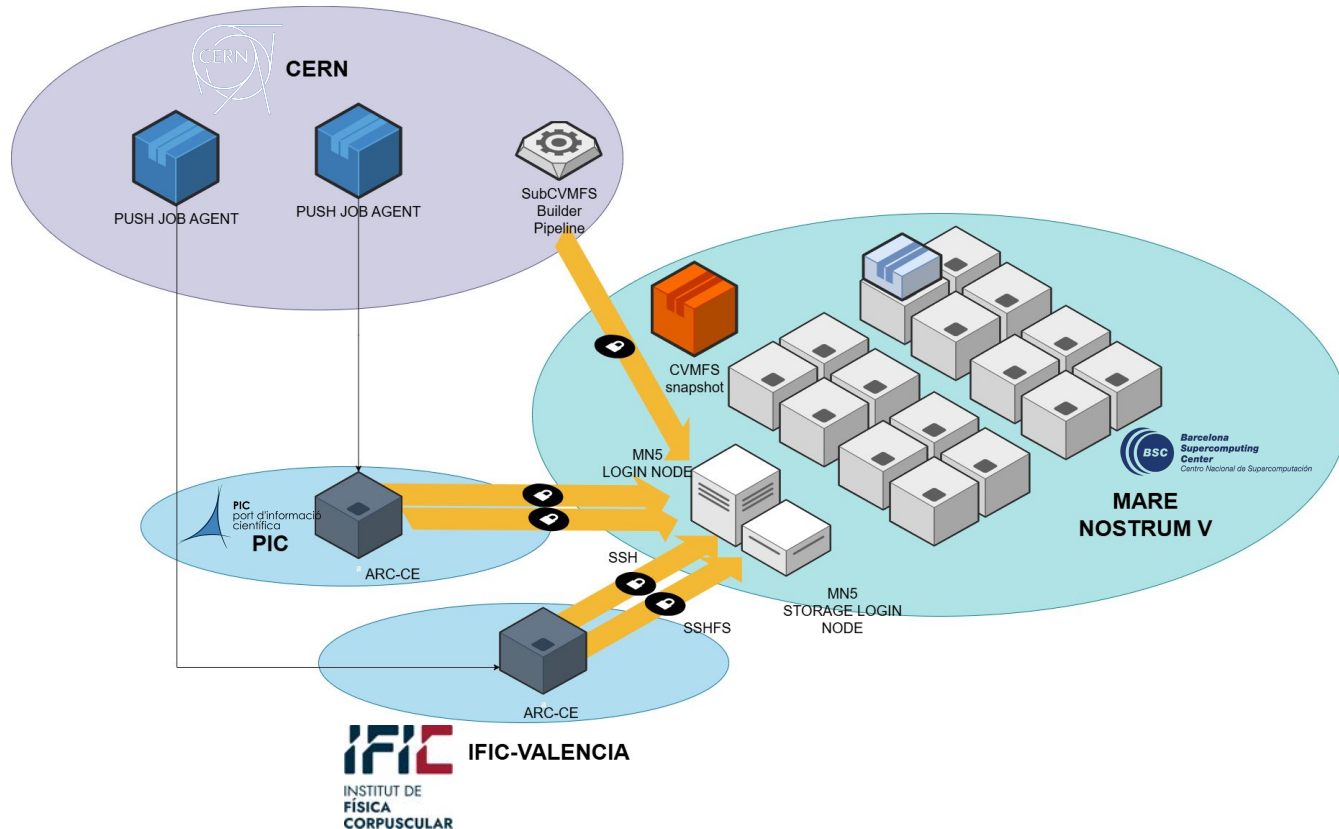 CERN
CERN
PUSH JOB AGENT
PUSH JOB AGENT
SubCVMFS
Builder
Pipeline
CVMFS
snapshot
MN5
LOGIN NODE
BSC
Barcelona
Supercomputing
Center
Centro Nacional de Supercomputación
MARE
NOSTRUM V
PIC
port d'informació
científica
PIC
ARC-CE
SSH
SSHFS
MN5
STORAGE LOGIN
NODE
ARC-CE
IFIC
INSTITUT DE
FÍSICA
CORPUSCULAR
IFIC-VALENCIA